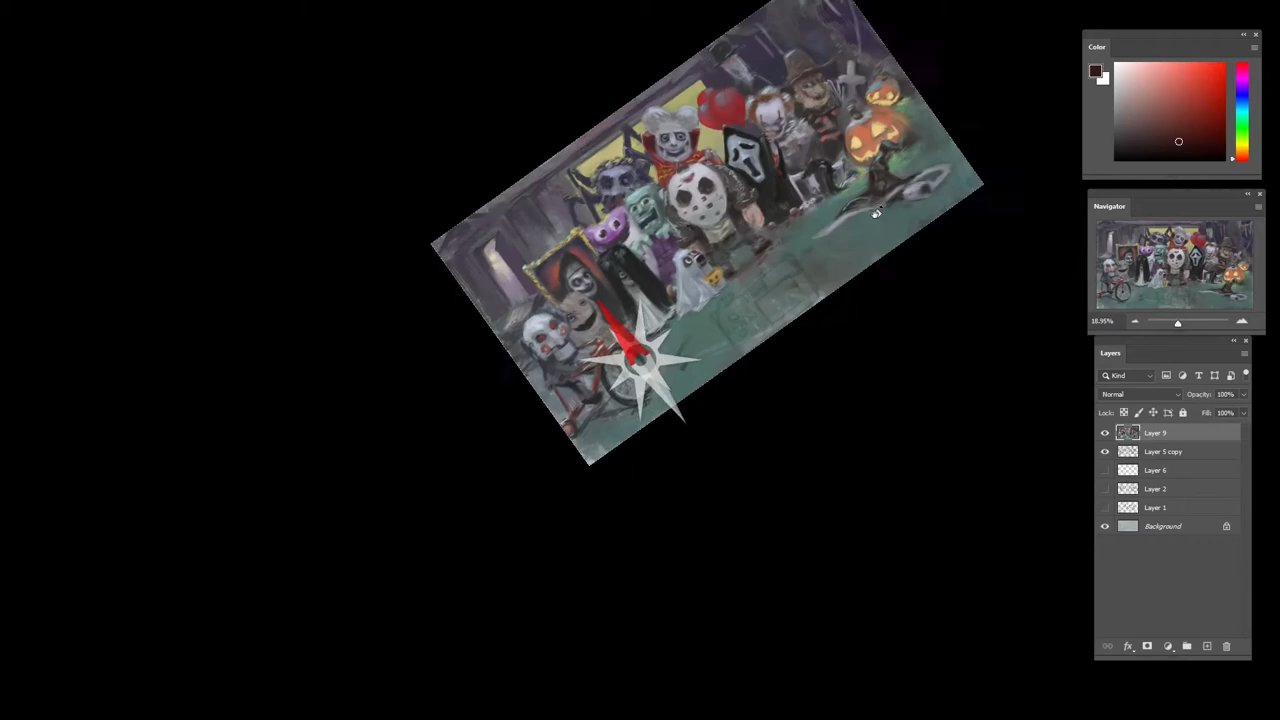 Color
Navigator
18.95%
Layers
Kind
Normal
Opacity: 100%
Lock:
Fill: 100%
Layer 9
Layer 5 copy
Layer 6
Layer 2
Layer 1
Background
fx